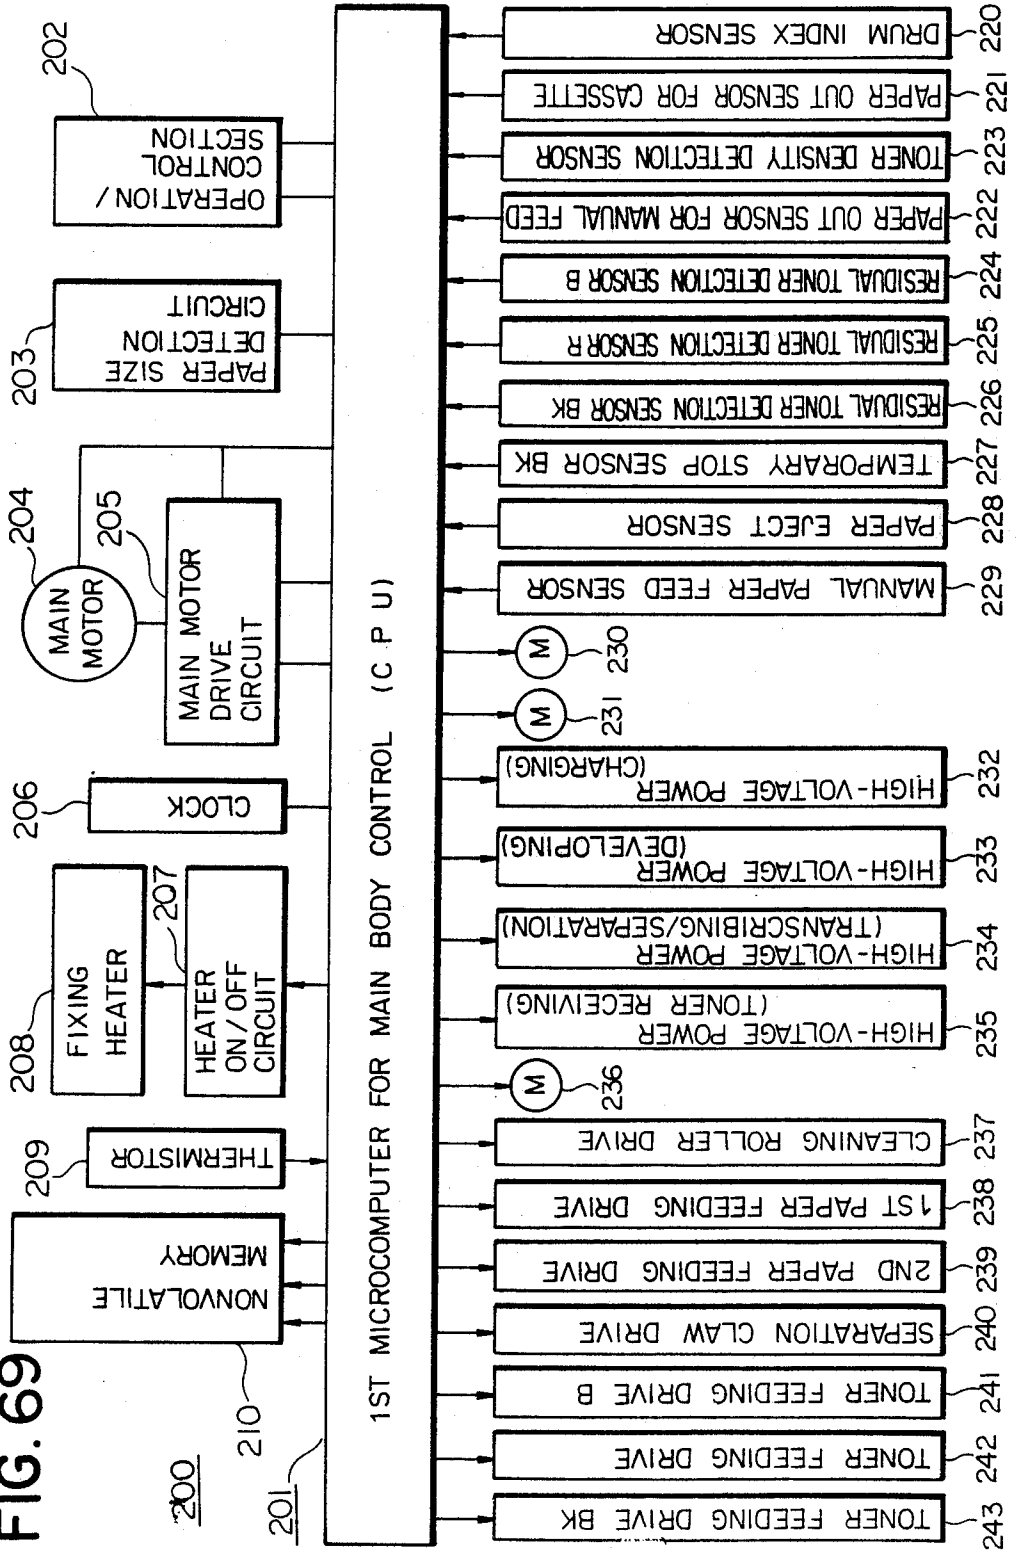 FIG. 69
200
201
1ST MICROCOMPUTER FOR MAIN BODY CONTROL (C P U)
210
NONVOLATILE
MEMORY
209
THERMISTOR
208
FIXING
HEATER
207
HEATER
ON/OFF
CIRCUIT
206
CLOCK
204
MAIN
MOTOR
205
MAIN MOTOR
DRIVE
CIRCUIT
203
PAPER SIZE
DETECTION
CIRCUIT
202
OPERATION/
CONTROL
SECTION
243
TONER FEEDING DRIVE BK
242
TONER FEEDING DRIVE
241
TONER FEEDING DRIVE B
240
SEPARATION CLAW DRIVE
239
2ND PAPER FEEDING DRIVE
238
1ST PAPER FEEDING DRIVE
237
CLEANING ROLLER DRIVE
M
236
235
HIGH-VOLTAGE POWER
(TONER RECEIVING)
234
HIGH-VOLTAGE POWER
(TRANSCRIBING/SEPARATION)
233
HIGH-VOLTAGE POWER
(DEVELOPING)
232
HIGH-VOLTAGE POWER
(CHARGING)
M
231
M
230
229
MANUAL PAPER FEED SENSOR
228
PAPER EJECT SENSOR
227
TEMPORARY STOP SENSOR BK
226
RESIDUAL TONER DETECTION SENSOR BK
225
RESIDUAL TONER DETECTION SENSOR R
224
RESIDUAL TONER DETECTION SENSOR B
222
PAPER OUT SENSOR FOR MANUAL FEED
223
TONER DENSITY DETECTION SENSOR
221
PAPER OUT SENSOR FOR CASSETTE
220
DRUM INDEX SENSOR